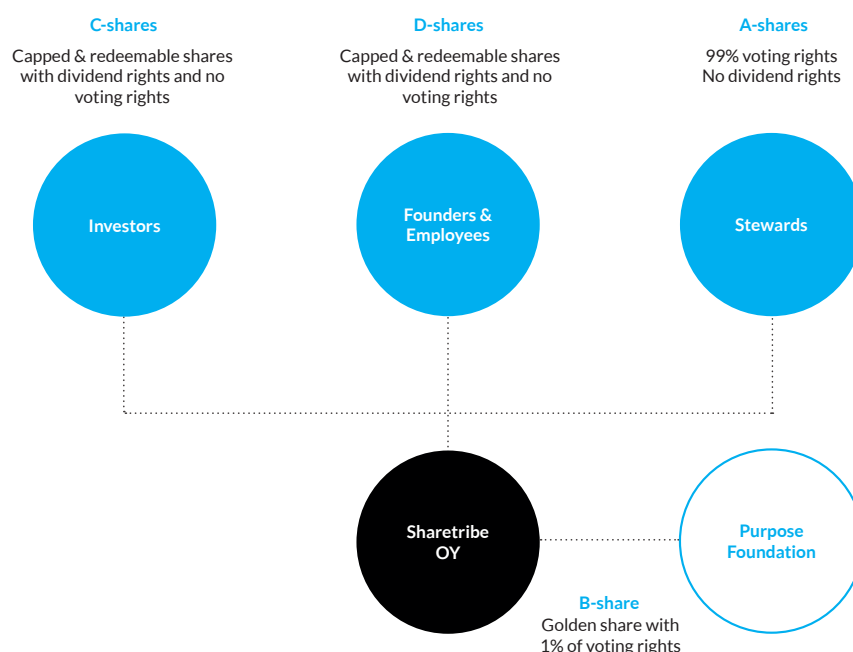 C-shares
Capped & redeemable shares
with dividend rights and no
voting rights
D-shares
Capped & redeemable shares
with dividend rights and no
voting rights
A-shares
99% voting rights
No dividend rights
Investors
Founders &
Employees
Stewards
Sharetribe
OY
Purpose
Foundation
B-share
Golden share with
1% of voting rights